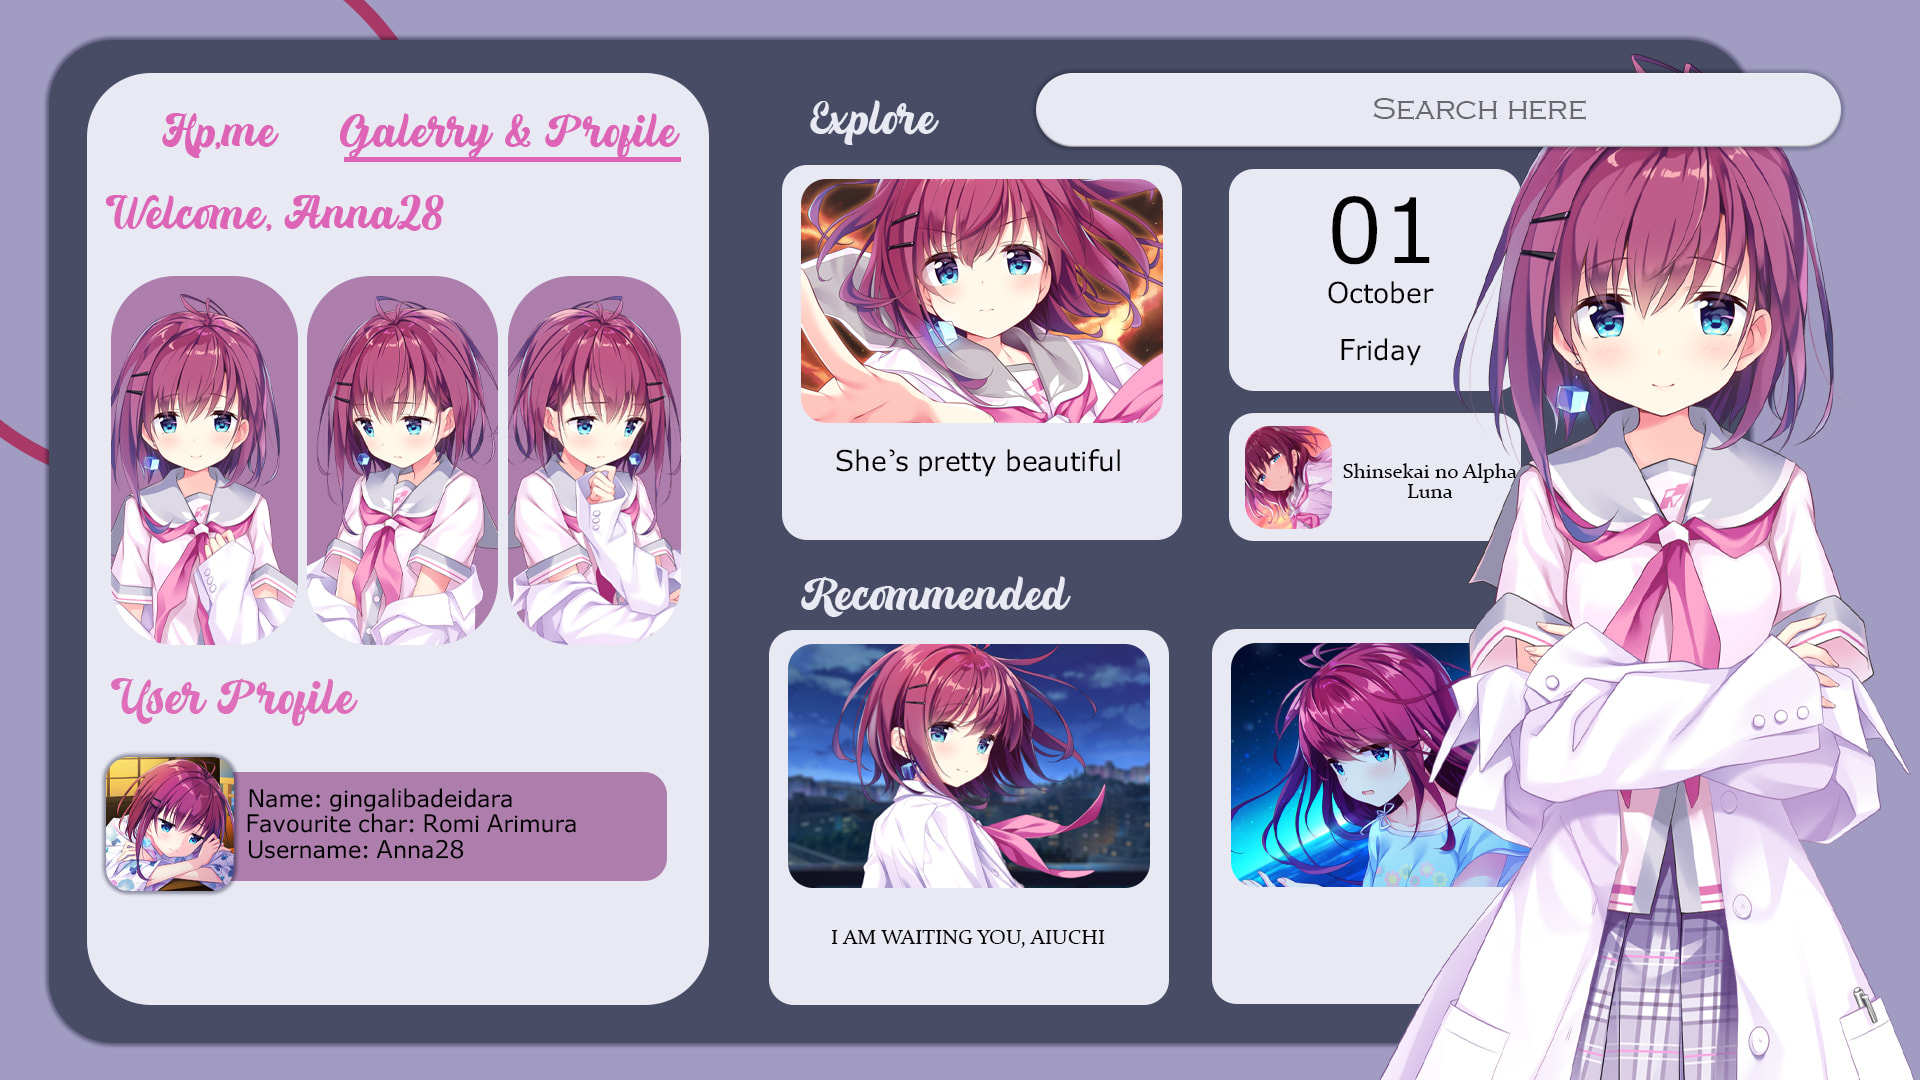 Hp,me
Galerry & Profile
Welcome, Anna28
User Profile
Name: gingalibadeidara
Favourite char: Romi Arimura
Username: Anna28
Explore
Search here
She's pretty beautiful
01
October
Friday
Shinsekai no Alpha
Luna
Recommended
I AM WAITING YOU, AIUCHI